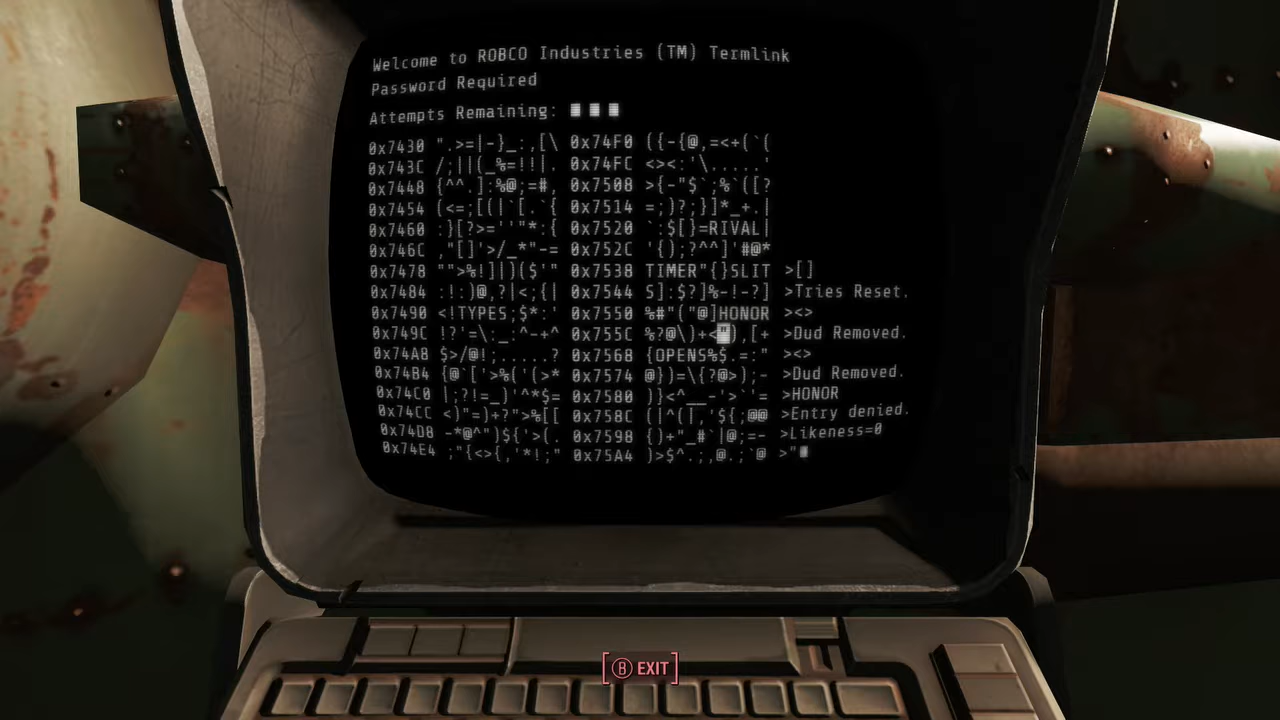 Welcome to ROBCO Industries (TM) Termlink
Password Required
Attempts Remaining: ■ ■ ■
0x7430 ".>=|-}_:,[\ 0x74F0 ({-{@,=<+(`(
0x743C /;||(_%=!!|. 0x74FC <><:'\.....'
0x7448 {^^.]:%@;=#, 0x7508 >{-"$`;%`([?
0x7454 (<=;[(|`[.`{ 0x7514 =;)?;}]*_+.|
0x7460 :}[?>=''"*:{ 0x7520 `:$[}=RIVAL|
0x746C ,"[]'>/_*"-= 0x752C '{);?^^]'#@*
0x7478 "">%!]|)($'" 0x7538 TIMER"{}SLIT >[]
0x7484 :!:)@,?|<;{| 0x7544 S]:$?]%-!-?] >Tries Reset.
0x7490 <!TYPES;$*:' 0x7550 %#"("@]HONOR ><>
0x749C !?'=\:_:^-+^ 0x755C %?@\)+<"),[+ >Dud Removed.
0x74A8 $>/@!;.....? 0x7568 {OPENS%$.=:" ><>
0x74B4 {@`['>%('(>* 0x7574 @})=\{?@>);- >Dud Removed.
0x74C0 |;?!=_)'^*$= 0x7580 )}<^__-'>`'= >HONOR
0x74CC <)"=)+?">%[[ 0x758C (|^(|,'${;@@ >Entry denied.
0x74D8 -*@^")${'>(. 0x7598 {)+"_#`|@;=- >Likeness=0
0x74E4 ;"{<>{,'*!;" 0x75A4 )>$^.;,@.;`@ >"■
B EXIT